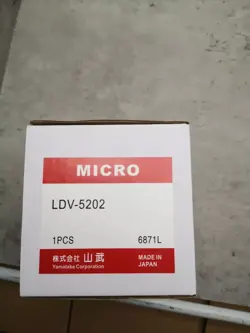 MICRO
LDV-5202
1PCS 6871L
株式会社 山武 MADE IN
Yamatake Corporation JAPAN